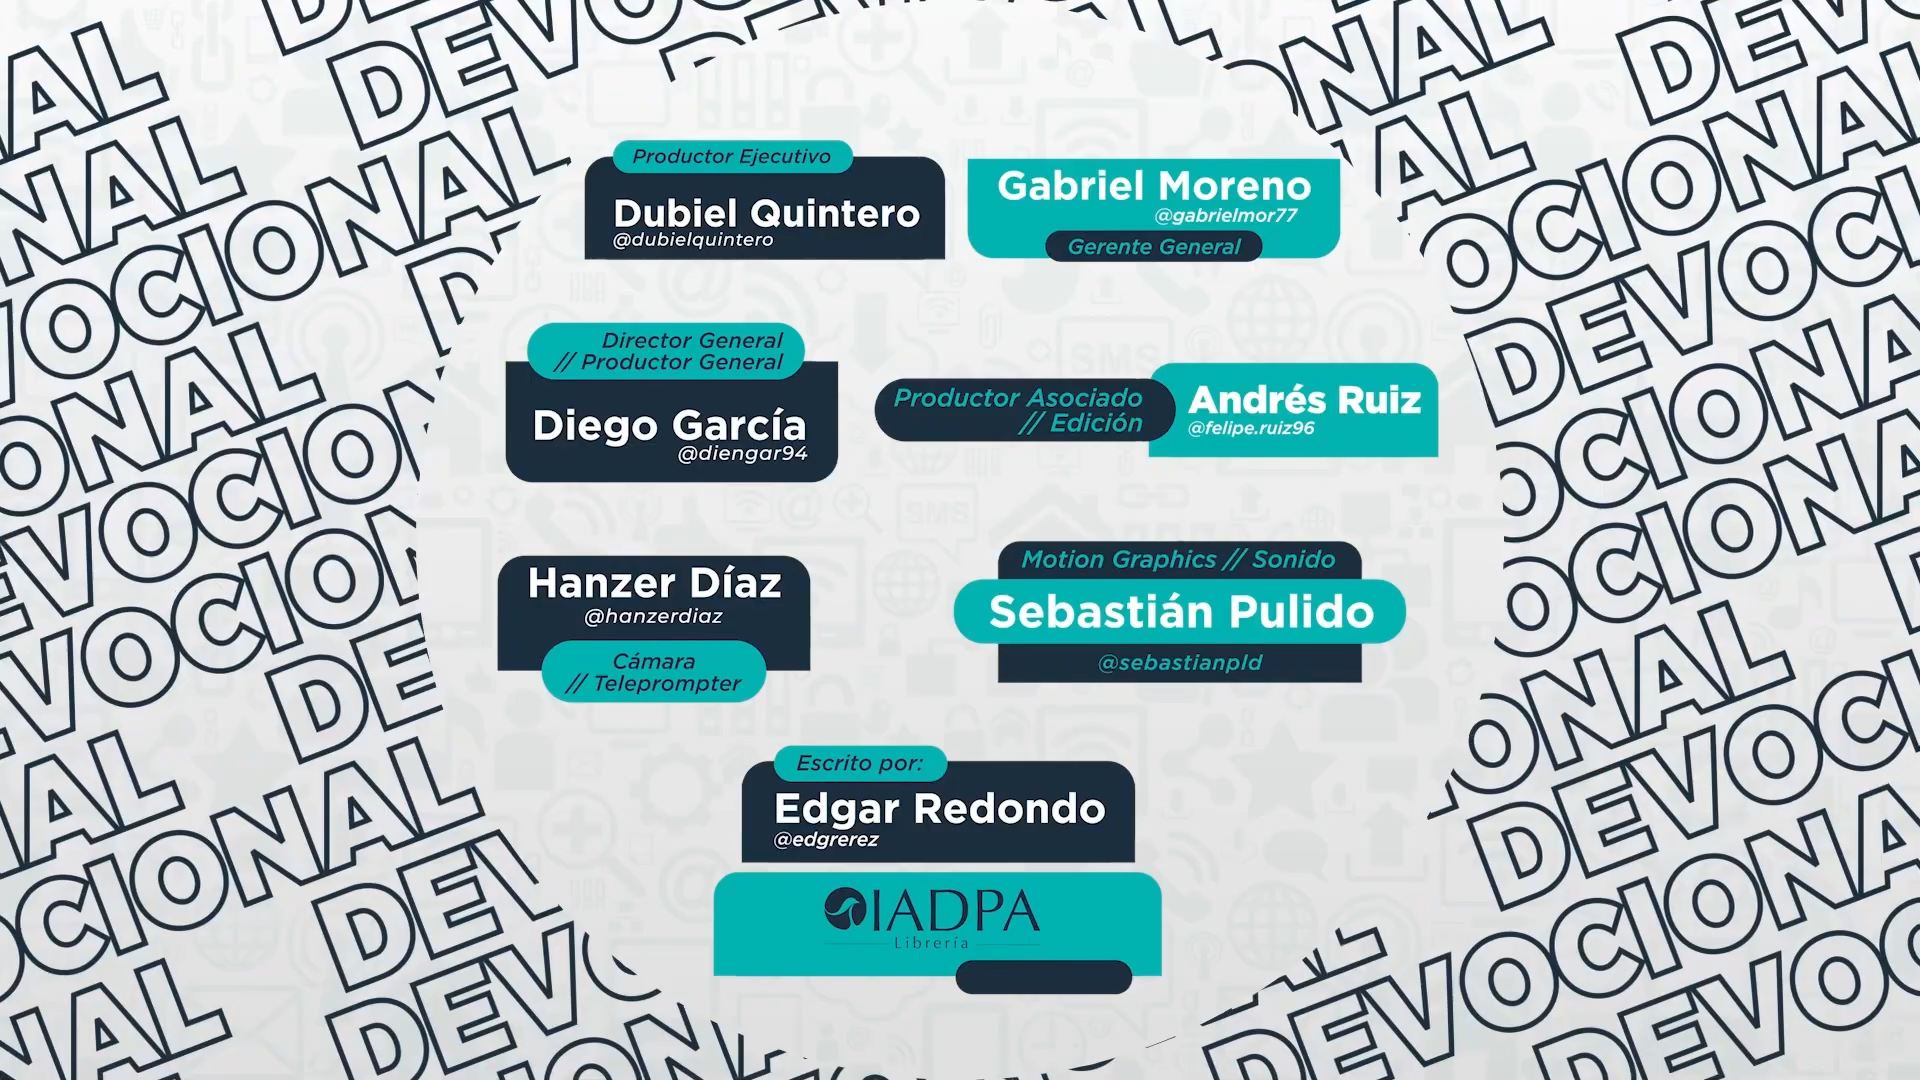 Productor Ejecutivo
Dubiel Quintero
@dubielquintero
Gabriel Moreno
@gabrielmor77
Gerente General
Director General
// Productor General
Diego García
@diengar94
Productor Asociado
// Edición
Andrés Ruiz
@felipe.ruiz96
Hanzer Díaz
@hanzerdiaz
Cámara
// Teleprompter
Motion Graphics // Sonido
Sebastián Pulido
@sebastianpld
Escrito por:
Edgar Redondo
@edgrerez
IADPA
Librería
DEVOCIONAL
SMS
SMS